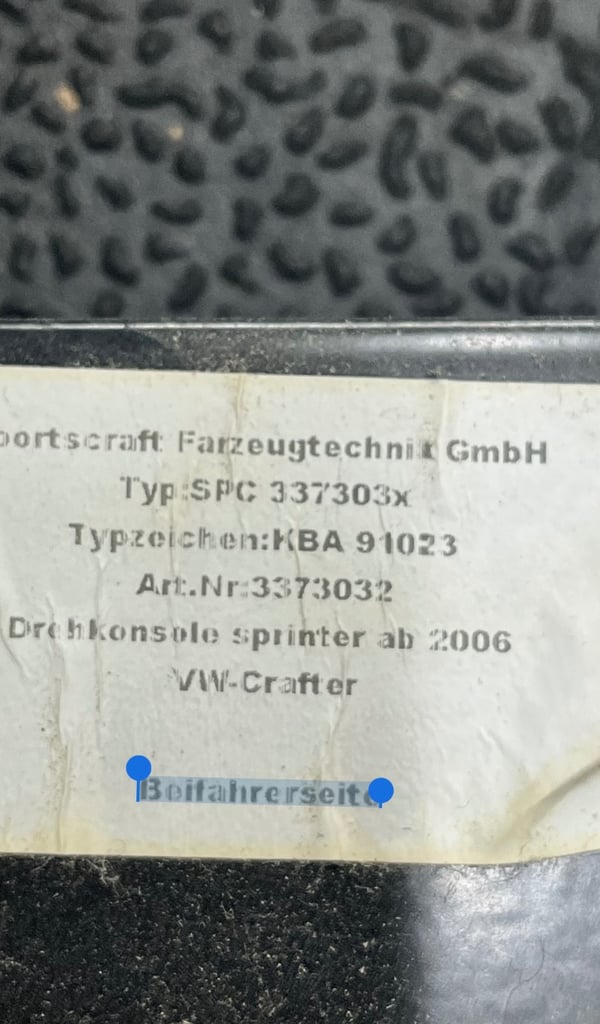 portscraft Farzeugtechnik GmbH
Typ:SPC 337303x
Typzeichen:KBA 91023
Art.Nr:3373032
Drehkonsole sprinter ab 2006
VW-Crafter
Beifahrerseite